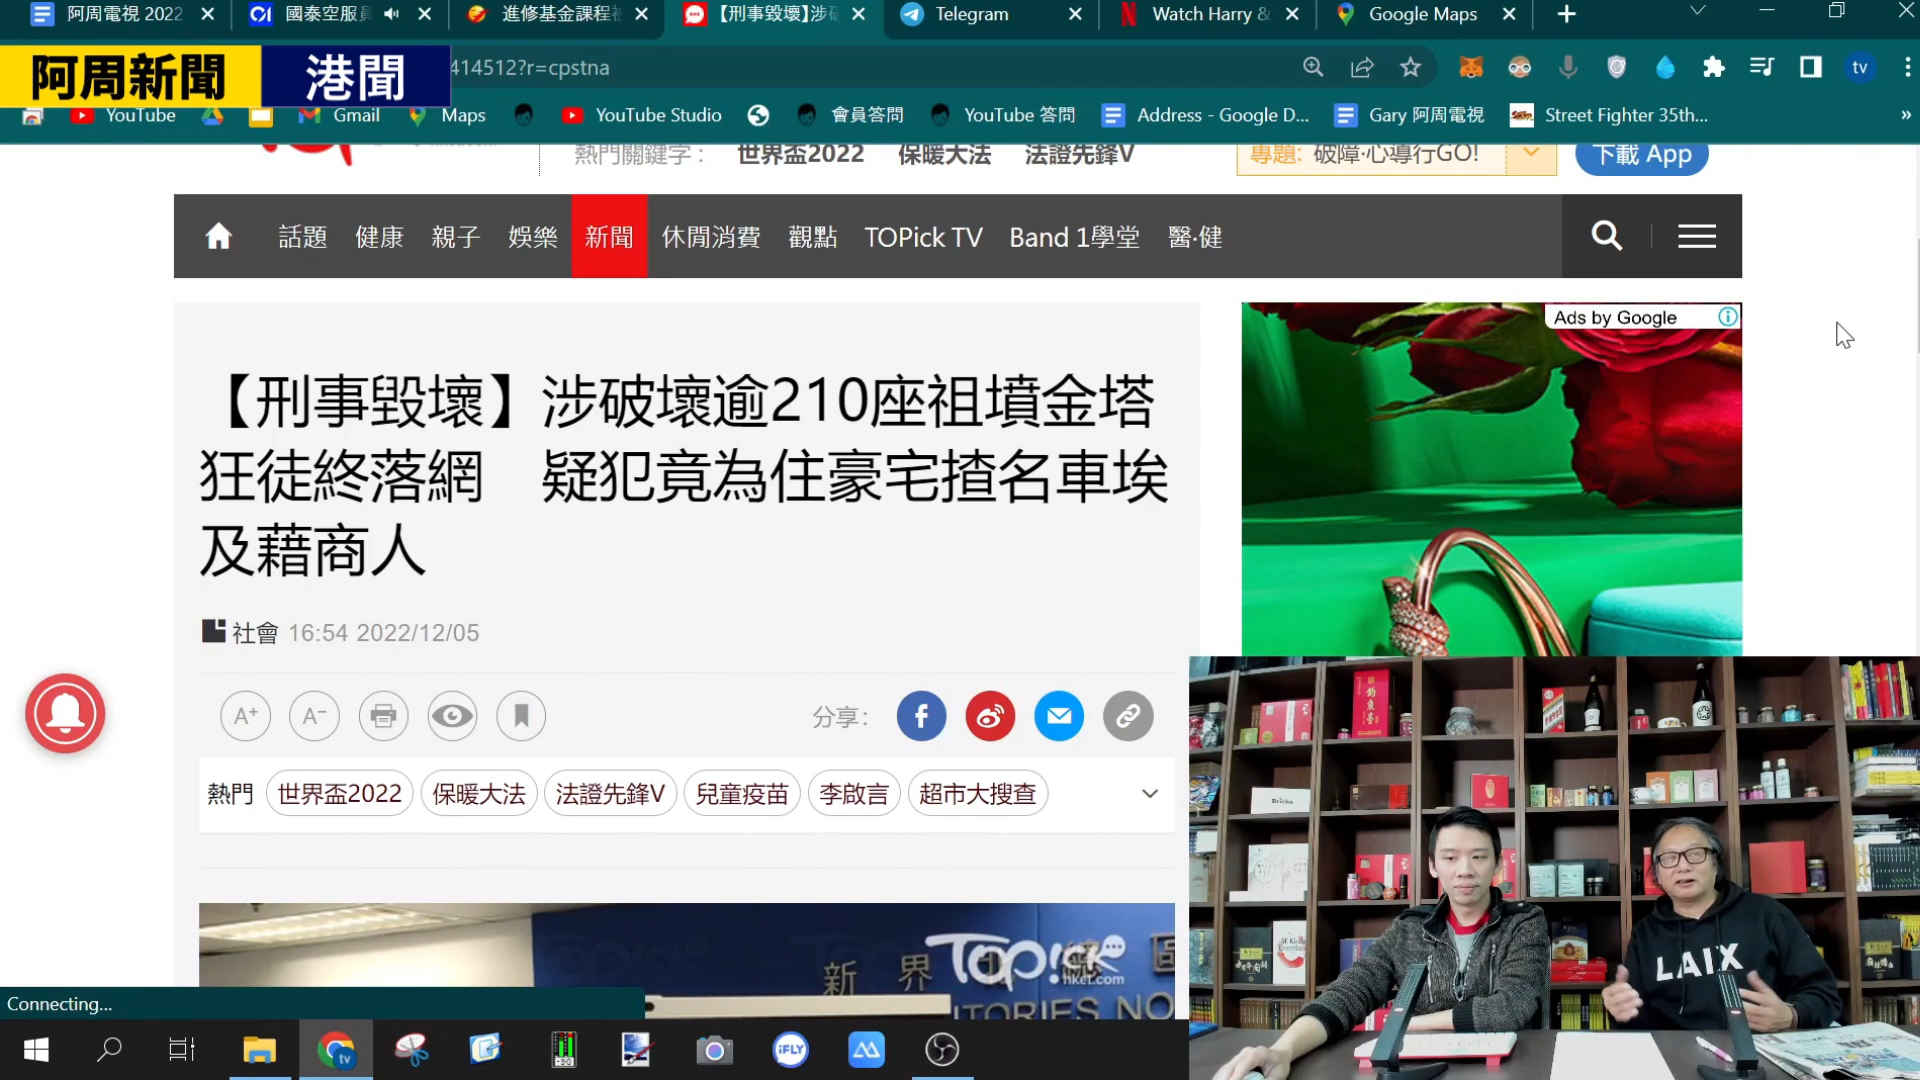 阿周電視 2022
國泰空服員
進修基金課程被
【刑事毀壞】涉破
Telegram
Watch Harry &
Google Maps
阿周新聞 港聞
414512?r=cpstna
tv
YouTube
Gmail
Maps
YouTube Studio
會員答問
YouTube 答問
Address - Google D...
Gary 阿周電視
Street Fighter 35th...
»
熱門關鍵字： 世界盃2022 保暖大法 法證先鋒V
專題: 破障·心導行GO!
下載 App
話題 健康 親子 娛樂 新聞 休閒消費 觀點 TOPick TV Band 1學堂 醫·健
Ads by Google
【刑事毀壞】涉破壞逾210座祖墳金塔
狂徒終落網 疑犯竟為住豪宅揸名車埃
及藉商人
社會 16:54 2022/12/05
A+ A-
分享：
熱門 世界盃2022 保暖大法 法證先鋒V 兒童疫苗 李啟言 超市大搜查
TOPick
hket.com
新 界
ITORIES NO
LAIX
Connecting...
tv
iFLY